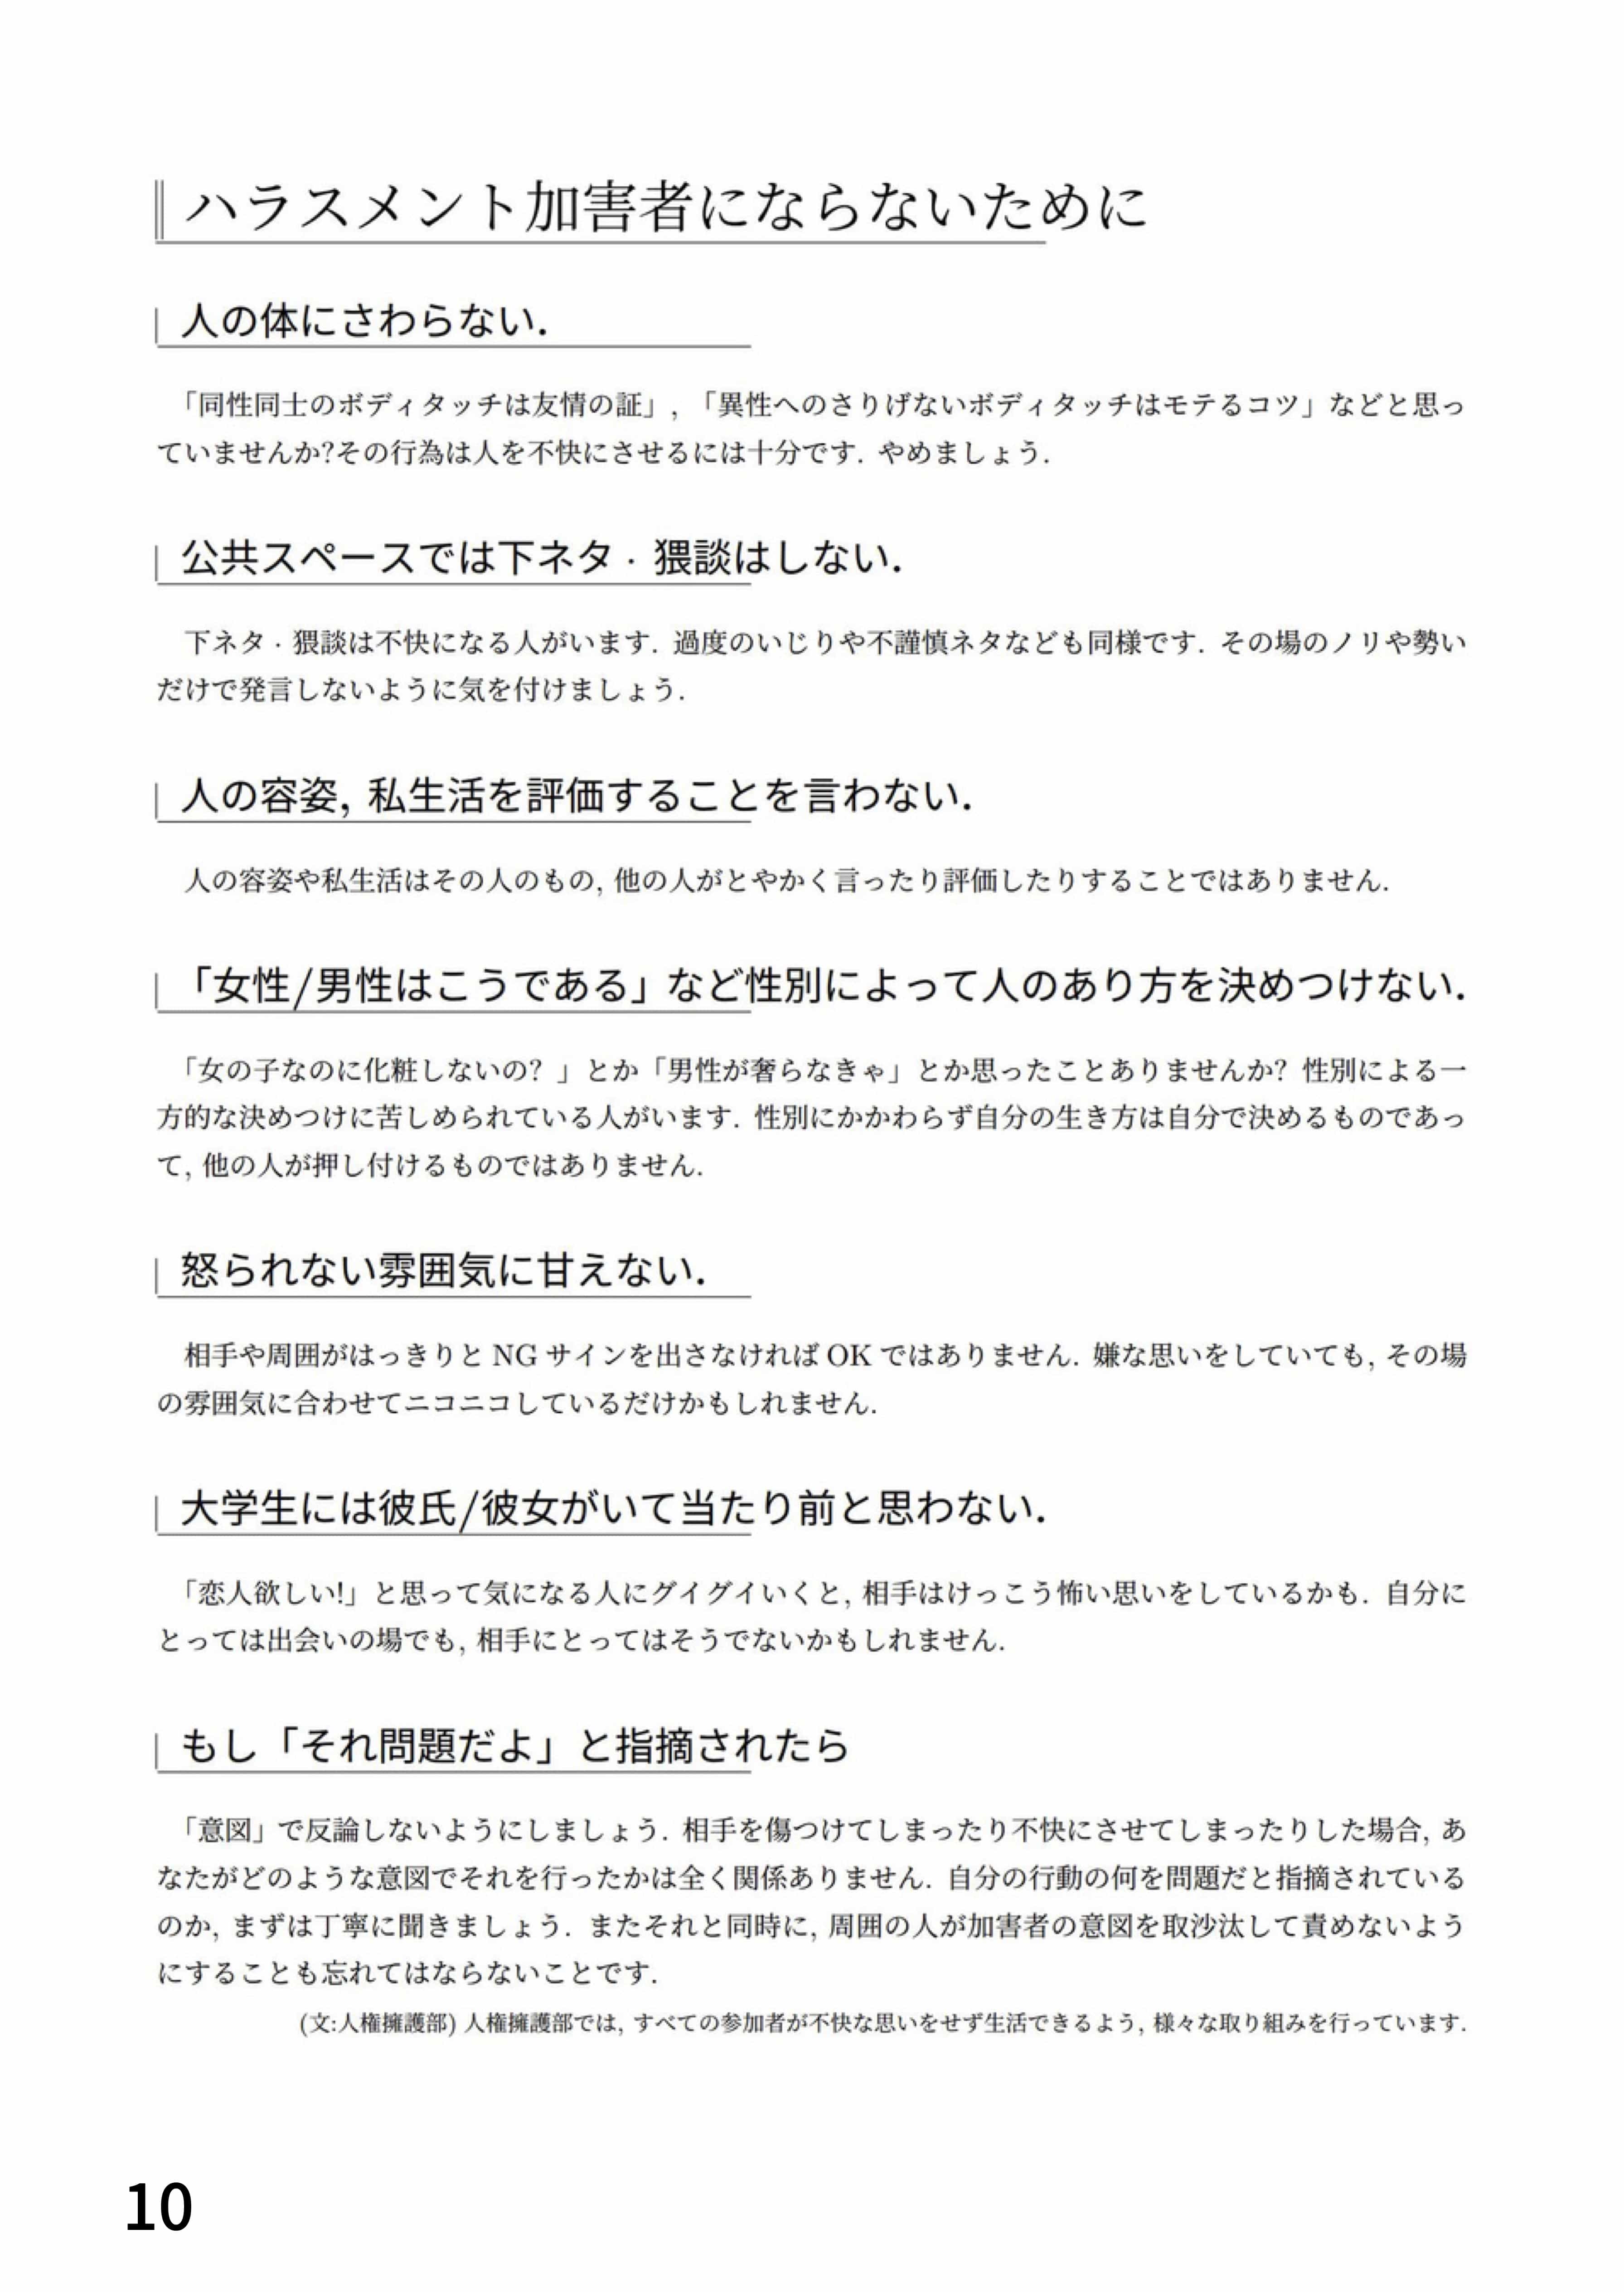 ハラスメント加害者にならないために
人の体にさわらない.
「同性同士のボディタッチは友情の証」, 「異性へのさりげないボディタッチはモテるコツ」などと思っ
ていませんか?その行為は人を不快にさせるには十分です. やめましょう.
公共スペースでは下ネタ · 猥談はしない.
下ネタ · 猥談は不快になる人がいます. 過度のいじりや不謹慎ネタなども同様です. その場のノリや勢い
だけで発言しないように気を付けましょう.
人の容姿, 私生活を評価することを言わない.
人の容姿や私生活はその人のもの, 他の人がとやかく言ったり評価したりすることではありません.
「女性/男性はこうである」など性別によって人のあり方を決めつけない.
「女の子なのに化粧しないの? 」とか「男性が奢らなきゃ」とか思ったことありませんか? 性別による一
方的な決めつけに苦しめられている人がいます. 性別にかかわらず自分の生き方は自分で決めるものであっ
て, 他の人が押し付けるものではありません.
怒られない雰囲気に甘えない.
相手や周囲がはっきりと NG サインを出さなければ OK ではありません. 嫌な思いをしていても, その場
の雰囲気に合わせてニコニコしているだけかもしれません.
大学生には彼氏/彼女がいて当たり前と思わない.
「恋人欲しい!」と思って気になる人にグイグイいくと, 相手はけっこう怖い思いをしているかも. 自分に
とっては出会いの場でも, 相手にとってはそうでないかもしれません.
もし「それ問題だよ」と指摘されたら
「意図」で反論しないようにしましょう. 相手を傷つけてしまったり不快にさせてしまったりした場合, あ
なたがどのような意図でそれを行ったかは全く関係ありません. 自分の行動の何を問題だと指摘されている
のか, まずは丁寧に聞きましょう. またそれと同時に, 周囲の人が加害者の意図を取沙汰して責めないよう
にすることも忘れてはならないことです.
(文:人権擁護部) 人権擁護部では, すべての参加者が不快な思いをせず生活できるよう, 様々な取り組みを行っています.
10